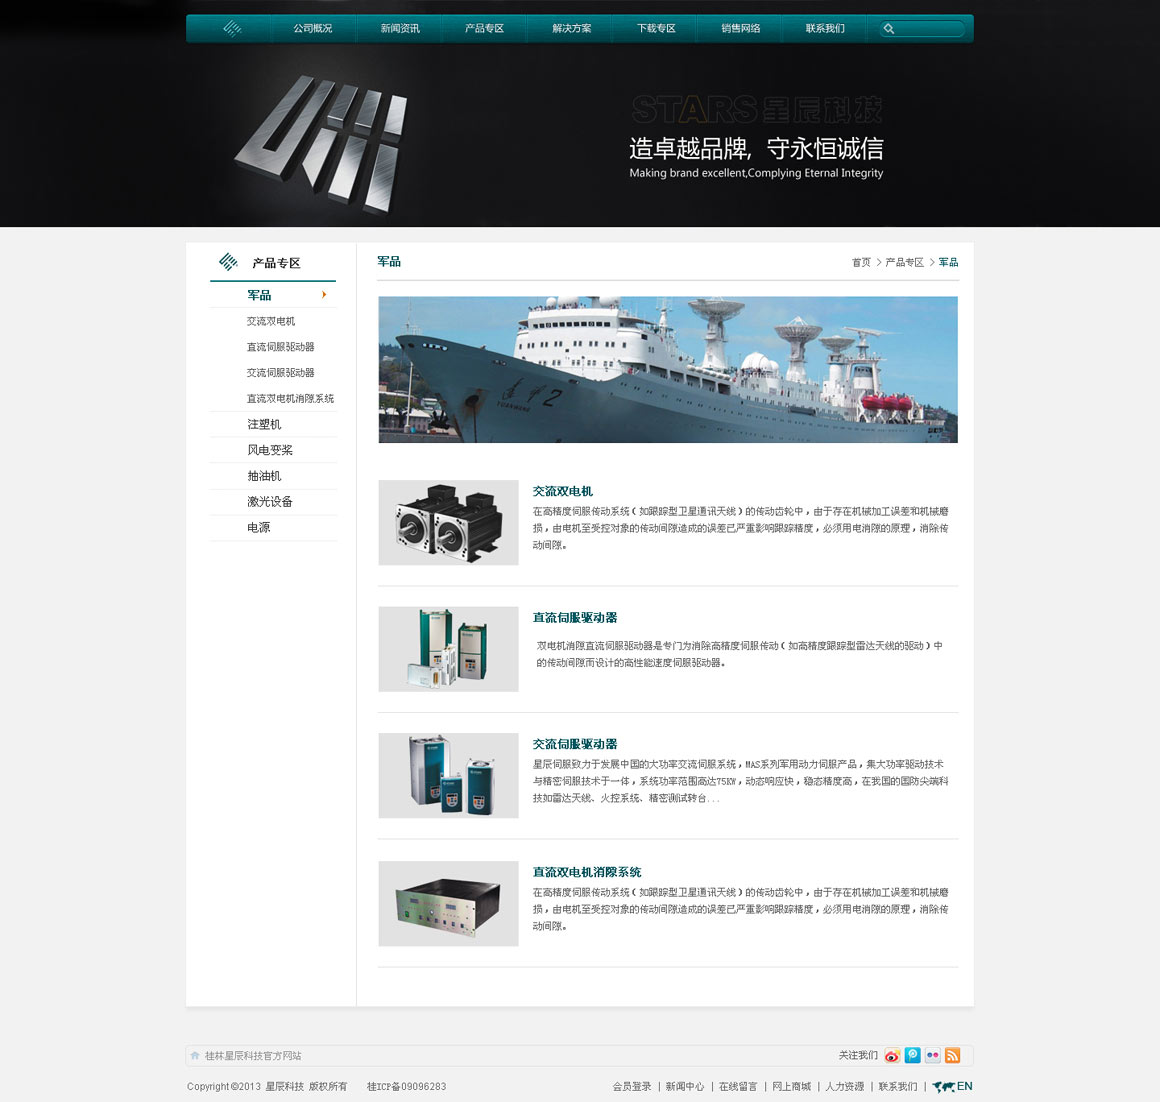 公司概况 新闻资讯 产品专区 解决方案 下载专区 销售网络 联系我们
STARS 星辰科技
造卓越品牌，守永恒诚信
Making brand excellent,Complying Eternal Integrity
产品专区
军品
交流双电机
直流伺服驱动器
交流伺服驱动器
直流双电机消隙系统
注塑机
风电变桨
抽油机
激光设备
电源
军品
首页 > 产品专区 > 军品
远望2
YUANWANG
交流双电机
在高精度伺服传动系统（如跟踪型卫星通讯天线）的传动齿轮中，由于存在机械加工误差和机械磨
损，由电机至受控对象的传动间隙造成的误差已严重影响跟踪精度，必须用电消隙的原理，消除传
动间隙。
直流伺服驱动器
双电机消隙直流伺服驱动器是专门为消除高精度伺服传动（如高精度跟踪型雷达天线的驱动）中
的传动间隙而设计的高性能速度伺服驱动器。
交流伺服驱动器
星辰伺服致力于发展中国的大功率交流伺服系统，MAS系列军用动力伺服产品，集大功率驱动技术
与精密伺服技术于一体，系统功率范围高达75KW，动态响应快，稳态精度高，在我国的国防尖端科
技如雷达天线、火控系统、精密测试转台...
直流双电机消隙系统
在高精度伺服传动系统（如跟踪型卫星通讯天线）的传动齿轮中，由于存在机械加工误差和机械磨
损，由电机至受控对象的传动间隙造成的误差已严重影响跟踪精度，必须用电消隙的原理，消除传
动间隙。
桂林星辰科技官方网站
关注我们
Copyright©2013 星辰科技 版权所有 桂ICP备09096283
会员登录 | 新闻中心 | 在线留言 | 网上商城 | 人力资源 | 联系我们 | EN